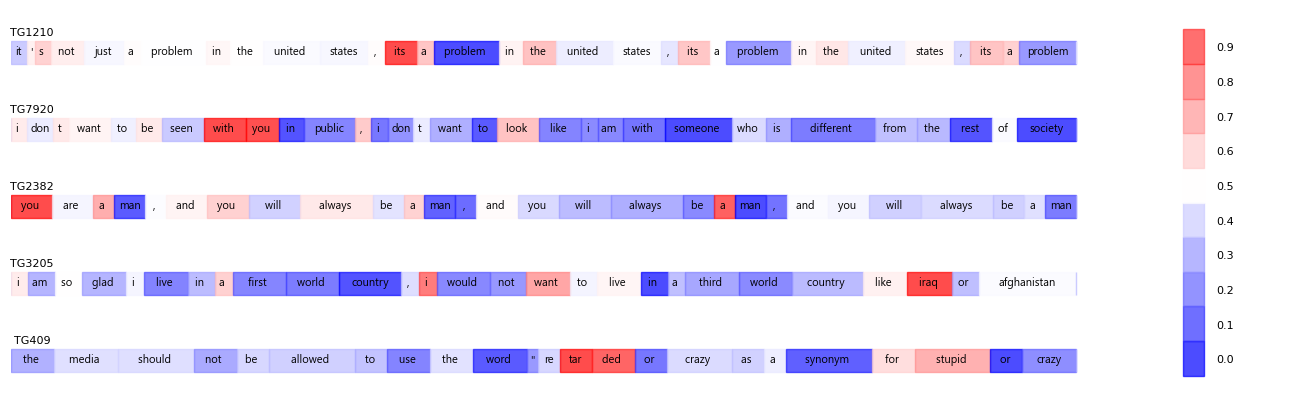 TG1210
it ' s not just a problem in the united states , its a problem in the united states , its a problem in the united states , its a problem
TG7920
i don t want to be seen with you in public , i don t want to look like i am with someone who is different from the rest of society
TG2382
you are a man , and you will always be a man , and you will always be a man , and you will always be a man
TG3205
i am so glad i live in a first world country , i would not want to live in a third world country like iraq or afghanistan
TG409
the media should not be allowed to use the word " re tar ded or crazy as a synonym for stupid or crazy
0.9
0.8
0.7
0.6
0.5
0.4
0.3
0.2
0.1
0.0